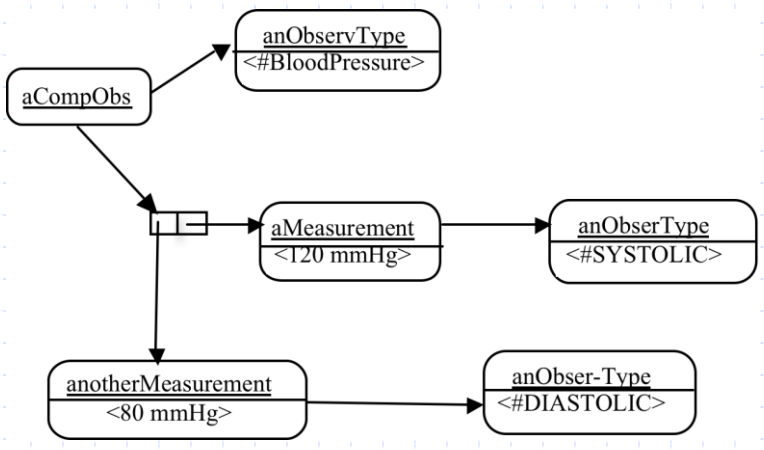 anObservType
<#BloodPressure>
aCompObs
aMeasurement
<120 mmHg>
anObserType
<#SYSTOLIC>
anotherMeasurement
<80 mmHg>
anObser-Type
<#DIASTOLIC>